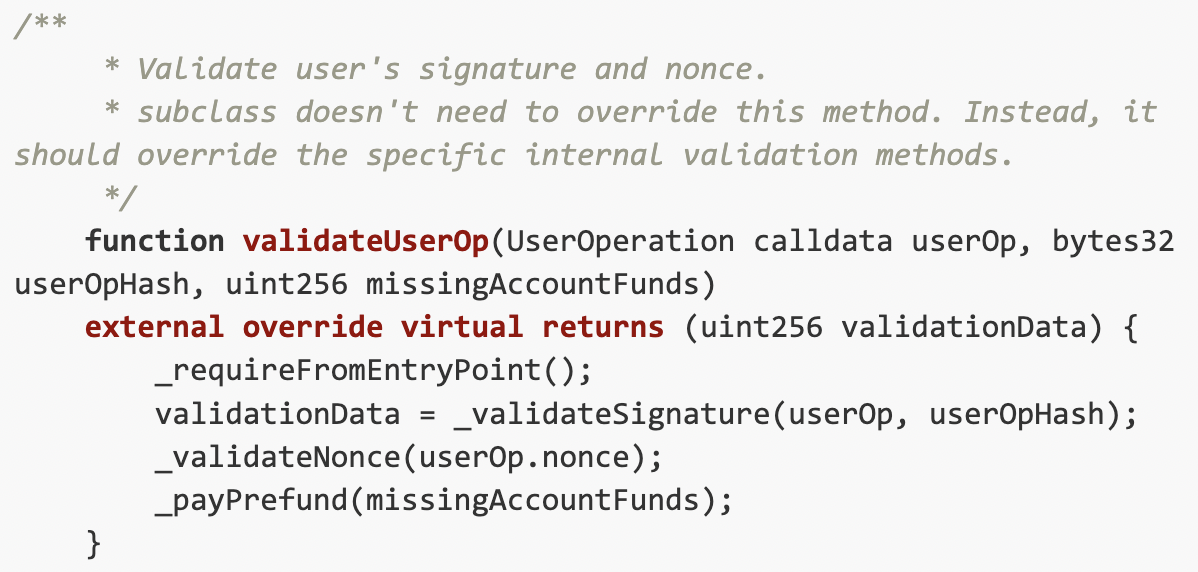 /**
* Validate user's signature and nonce.
* subclass doesn't need to override this method. Instead, it
should override the specific internal validation methods.
*/
function validateUserOp(UserOperation calldata userOp, bytes32
userOpHash, uint256 missingAccountFunds)
external override virtual returns (uint256 validationData) {
_requireFromEntryPoint();
validationData = _validateSignature(userOp, userOpHash);
_validateNonce(userOp.nonce);
_payPrefund(missingAccountFunds);
}